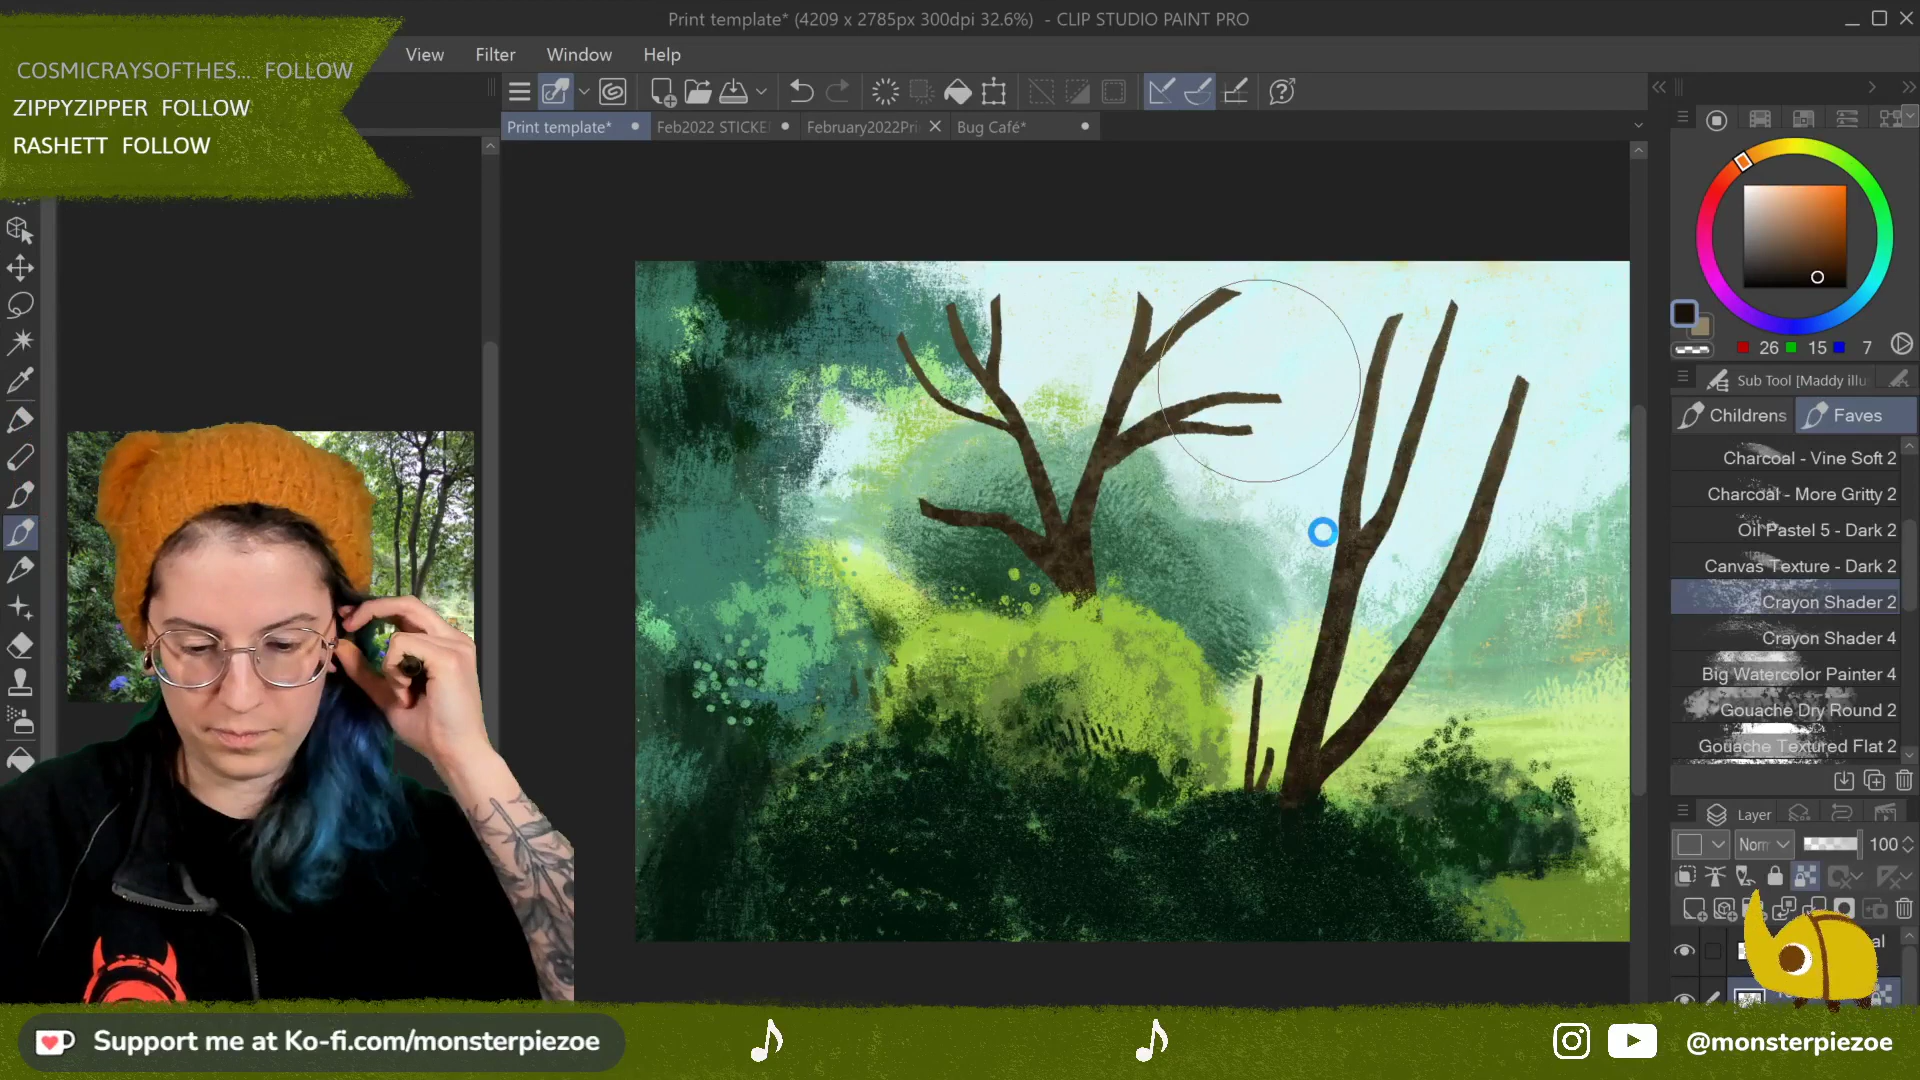 Print template* (4209 x 2785px 300dpi 32.6%) - CLIP STUDIO PAINT PRO
COSMICRAYSOFTHES... FOLLOW
ZIPPYZIPPER FOLLOW
RASHETT FOLLOW
View Filter Window Help
Print template* Feb2022 STICKE February2022Pri Bug Café*
26 15 7
Sub Tool [Maddy illu
Childrens Faves
Charcoal - Vine Soft 2
Charcoal - More Gritty 2
Oil Pastel 5 - Dark 2
Canvas Texture - Dark 2
Crayon Shader 2
Crayon Shader 4
Big Watercolor Painter 4
Gouache Dry Round 2
Gouache Textured Flat 2
Layer
Norr 100
al
Support me at Ko-fi.com/monsterpiezoe
@monsterpiezoe